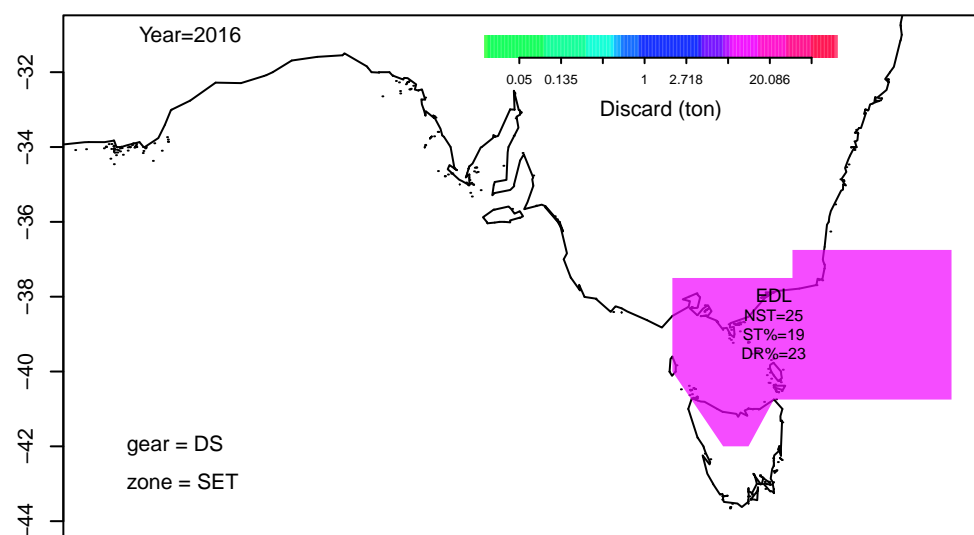 Year=2016
0.05 0.135 1 2.718 20.086
Discard (ton)
−32
−34
−36
−38
−40
−42
−44
EDL
NST=25
ST%=19
DR%=23
gear = DS
zone = SET